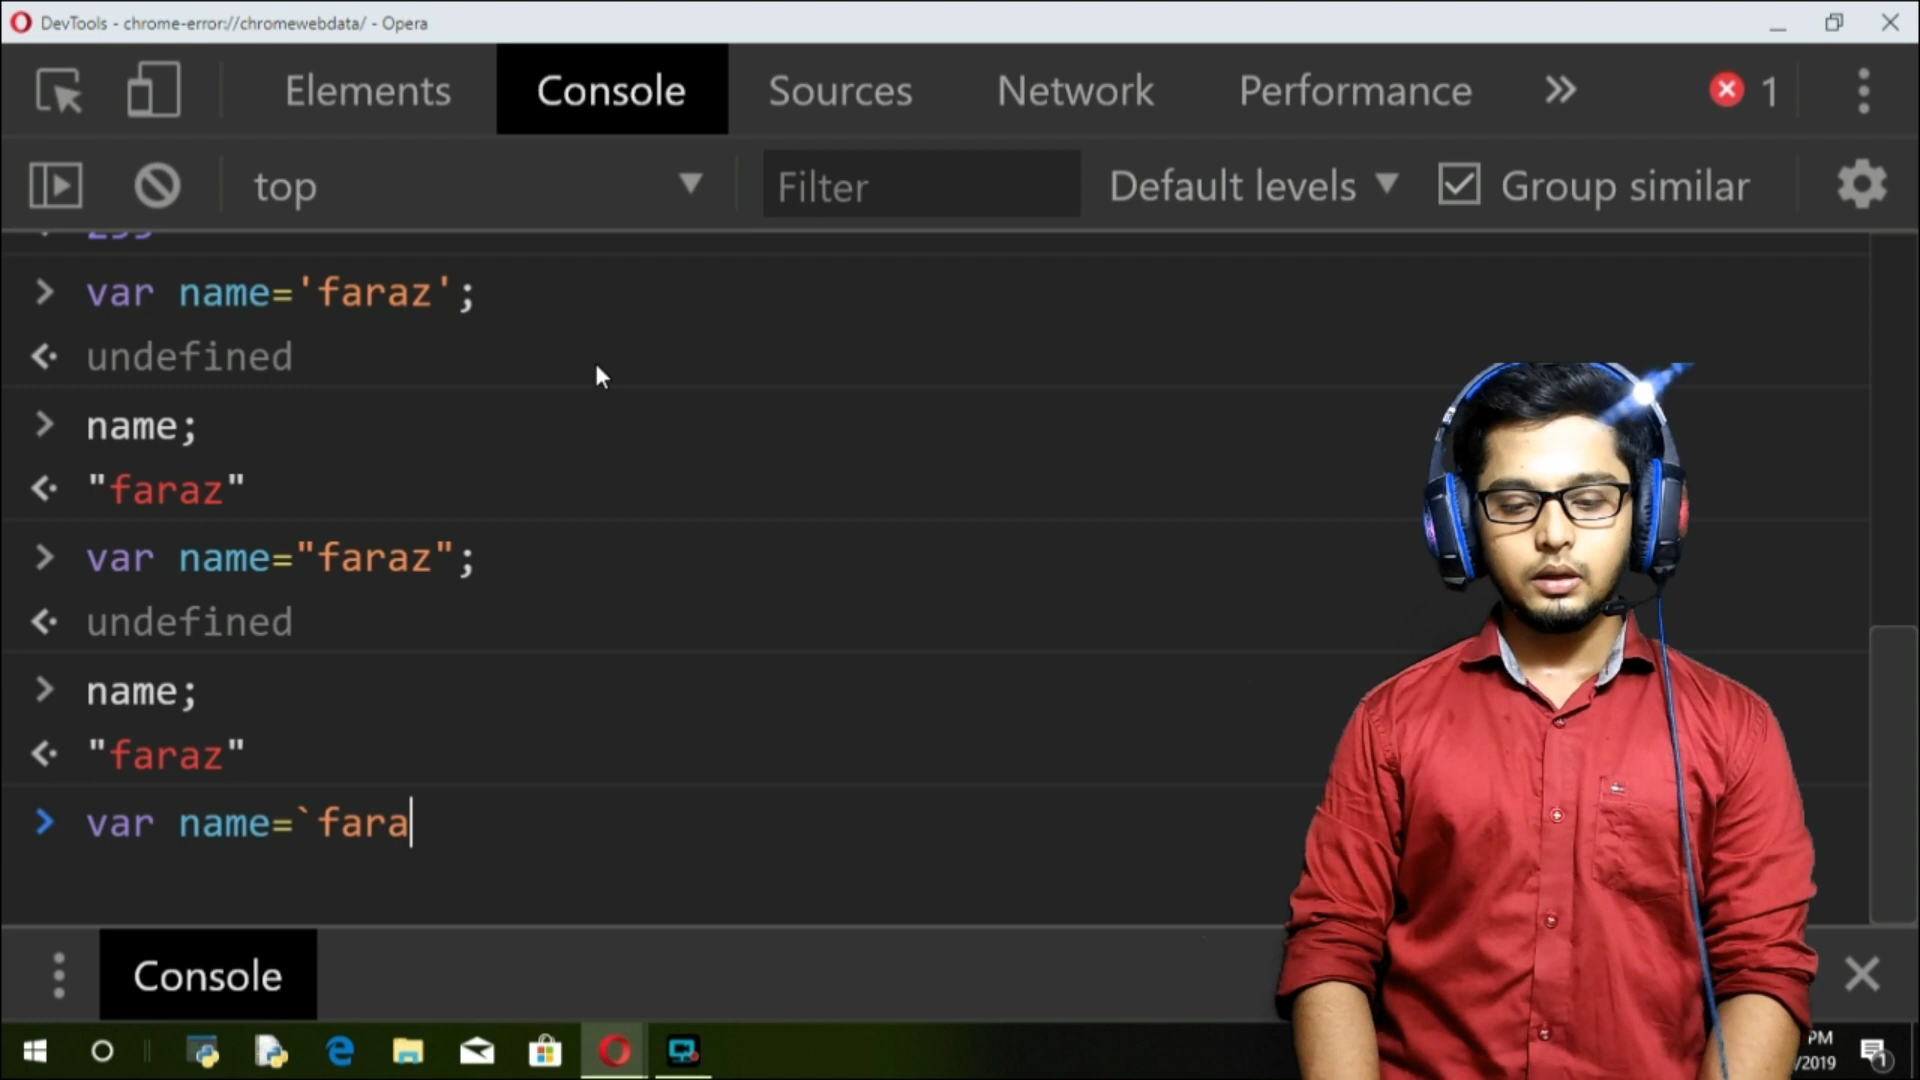 DevTools - chrome-error://chromewebdata/ - Opera
Elements Console Sources Network Performance » 1
top Filter Default levels Group similar
> var name='faraz';
undefined
> name;
"faraz"
> var name="faraz";
undefined
> name;
"faraz"
> var name=`fara
Console
PM
/2019
1